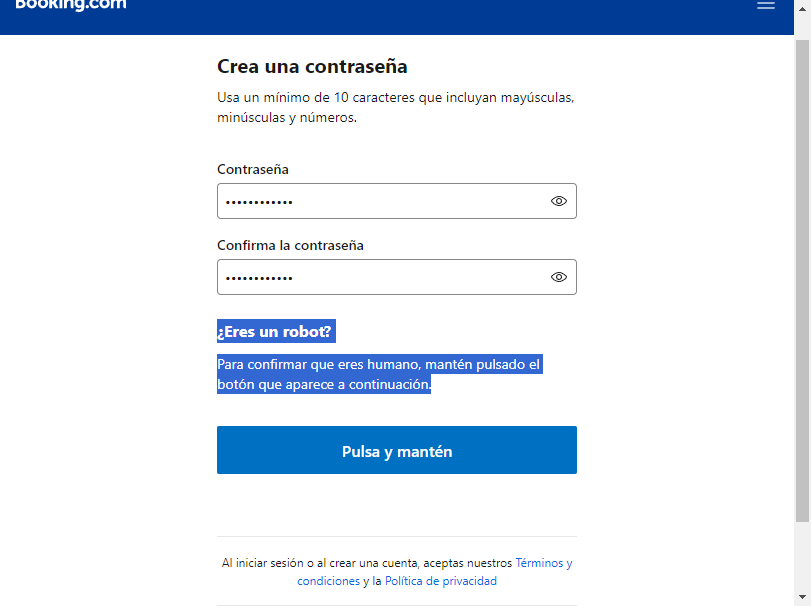 Booking.com
Crea una contraseña
Usa un mínimo de 10 caracteres que incluyan mayúsculas,
minúsculas y números.
Contraseña
••••••••••••
Confirma la contraseña
••••••••••••
¿Eres un robot?
Para confirmar que eres humano, mantén pulsado el
botón que aparece a continuación.
Pulsa y mantén
Al iniciar sesión o al crear una cuenta, aceptas nuestros Términos y
condiciones y la Política de privacidad